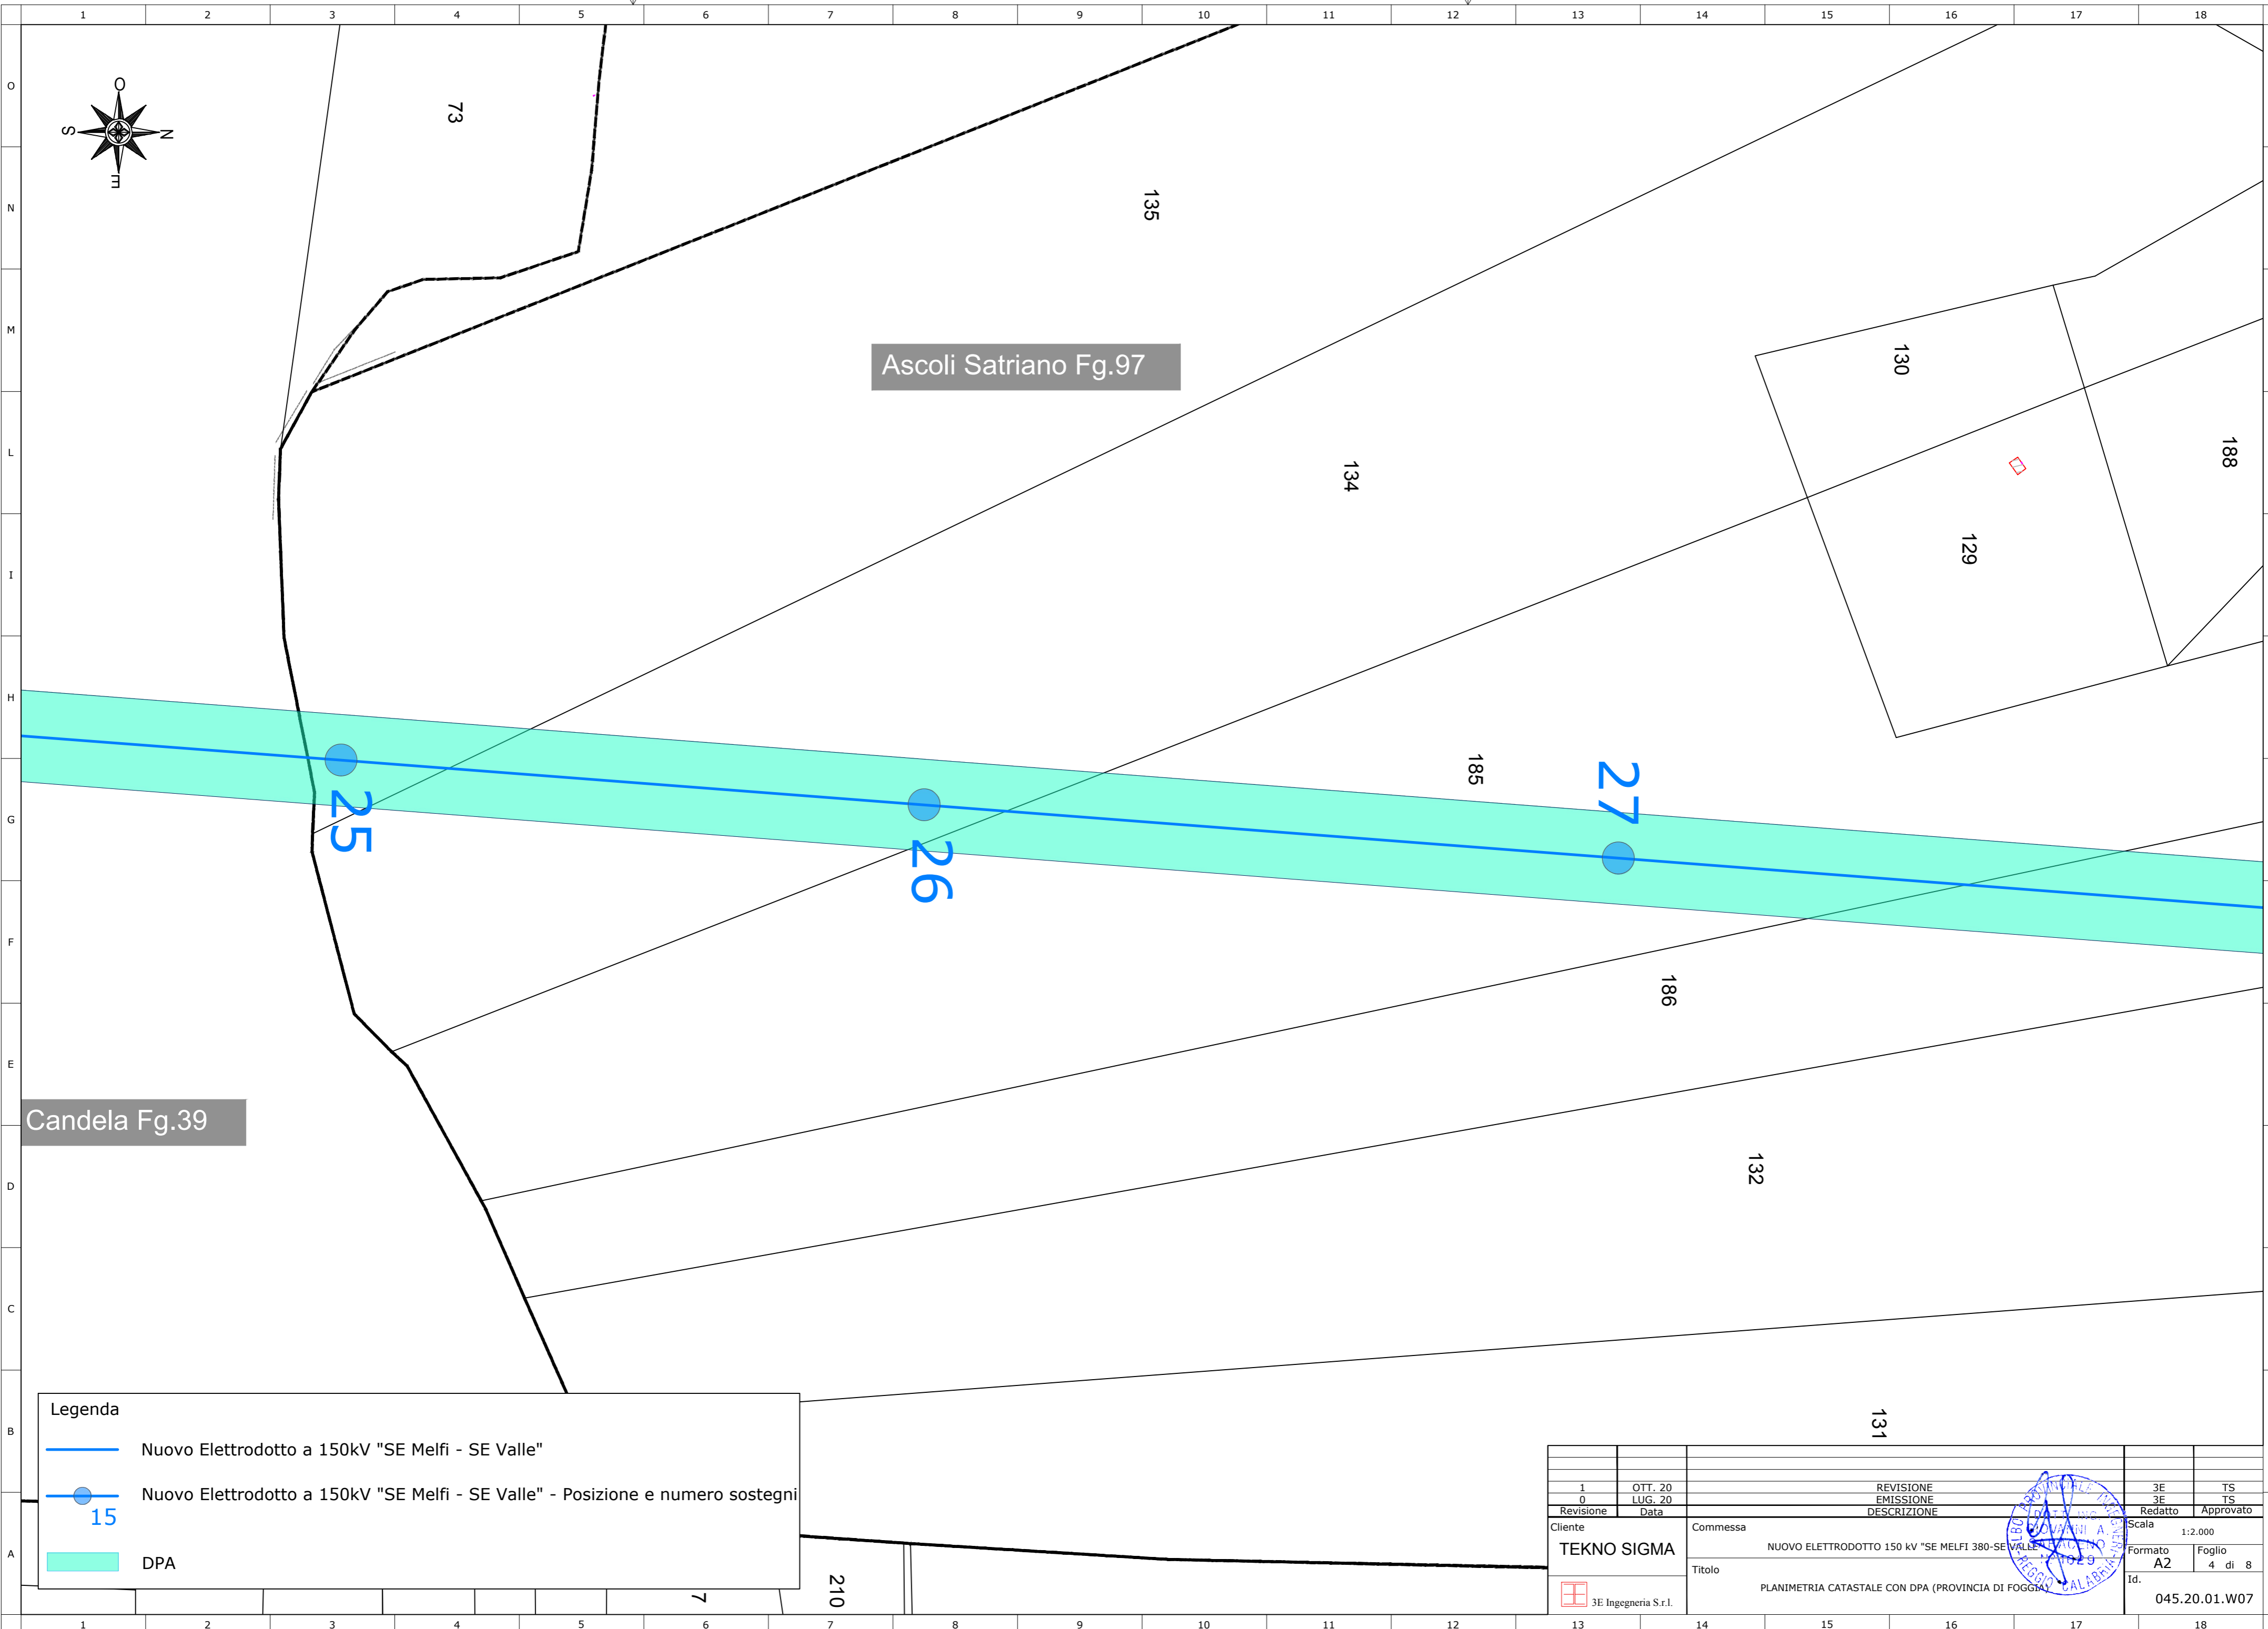 1 2 3 4 5 6 7 8 9 10 11 12 13 14 15 16 17 18
O
N
M
L
I
H
G
F
E
D
C
B
A
O
S N
E
73
135
Ascoli Satriano Fg.97
130
188
134
129
185
27
25
26
186
Candela Fg.39
132
131
Legenda
Nuovo Elettrodotto a 150kV "SE Melfi - SE Valle"
Nuovo Elettrodotto a 150kV "SE Melfi - SE Valle" - Posizione e numero sostegni
15
DPA
7
210
1 OTT. 20 REVISIONE 3E TS
0 LUG. 20 EMISSIONE 3E TS
Revisione Data DESCRIZIONE Redatto Approvato
Cliente
TEKNO SIGMA
3E Ingegneria S.r.l.
Commessa
NUOVO ELETTRODOTTO 150 kV "SE MELFI 380-SE VALLE"
Titolo
PLANIMETRIA CATASTALE CON DPA (PROVINCIA DI FOGGIA)
Scala
1:2.000
Formato
A2
Foglio
4 di 8
Id.
045.20.01.W07
1 2 3 4 5 6 7 8 9 10 11 12 13 14 15 16 17 18